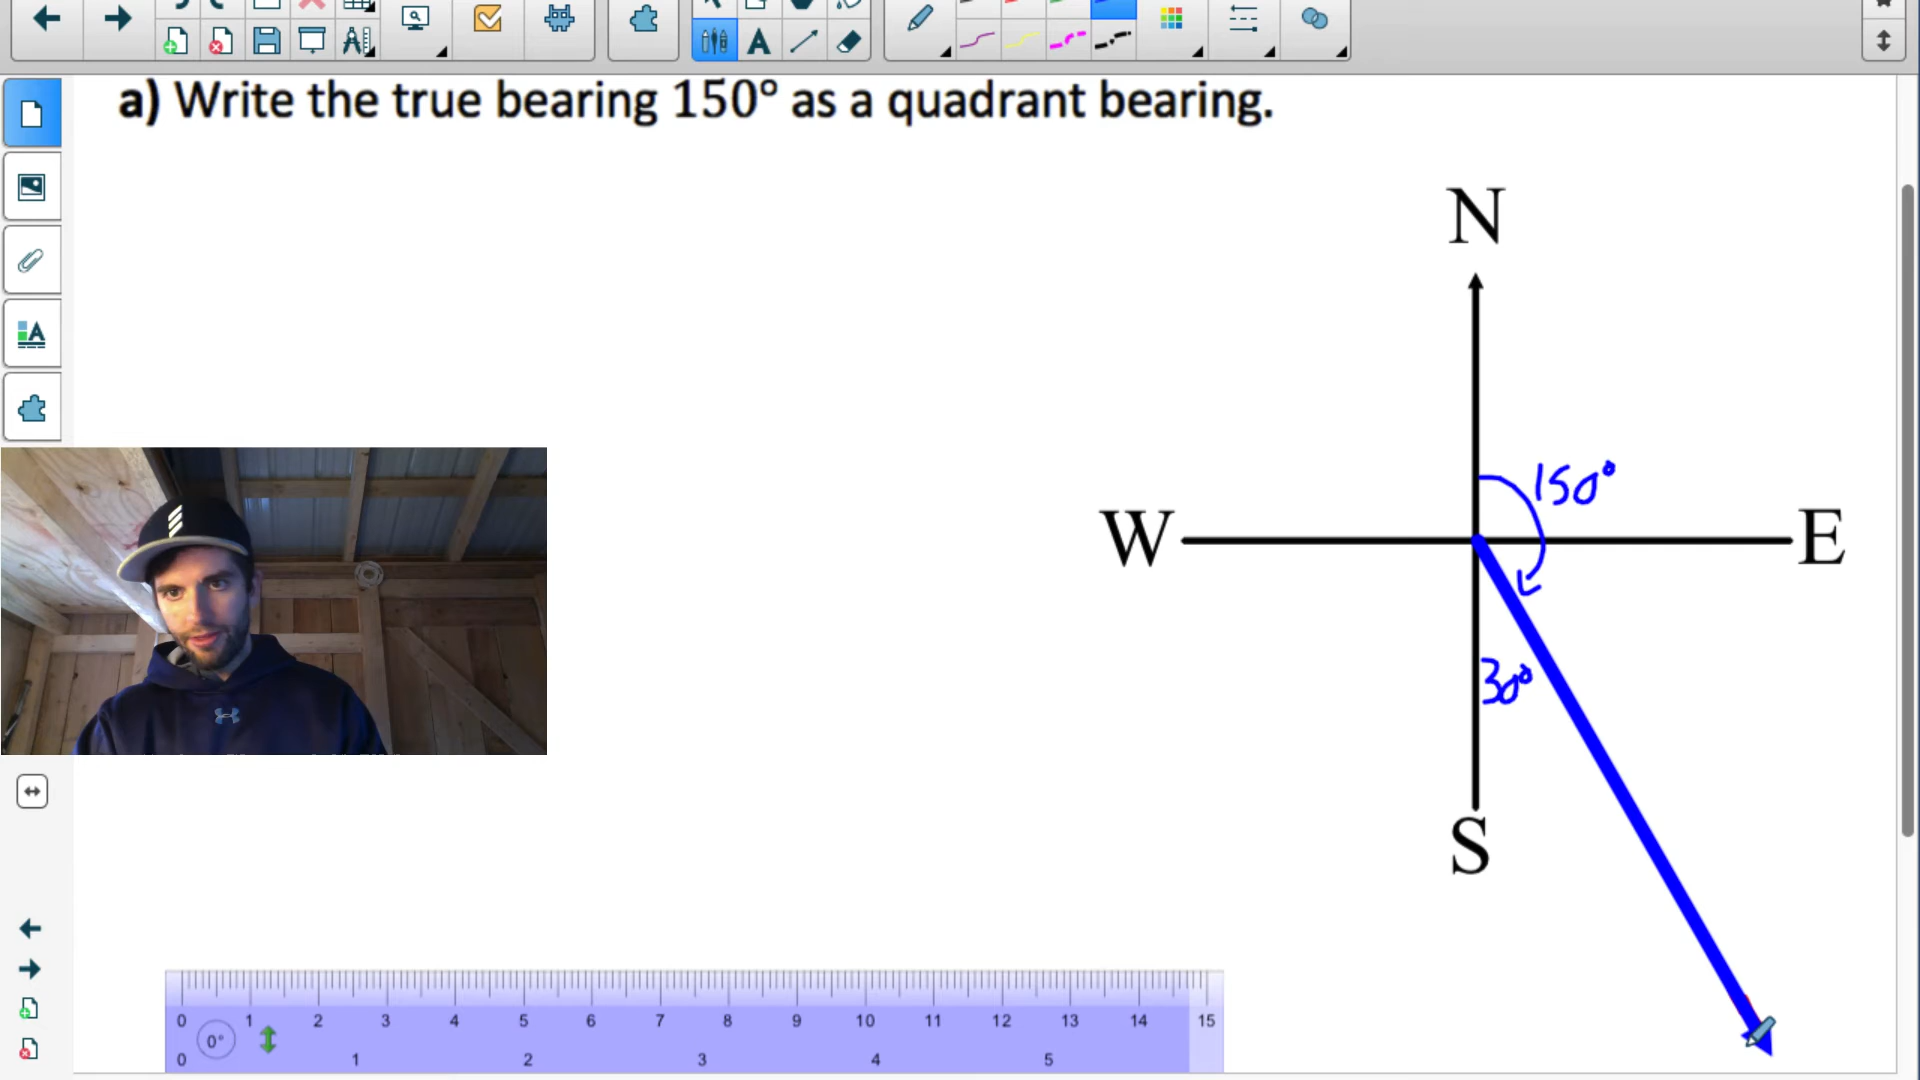 a) Write the true bearing 150° as a quadrant bearing.
N
150°
W E
30°
S
0 1 2 3 4 5 6 7 8 9 10 11 12 13 14 15
0°
0 1 2 3 4 5